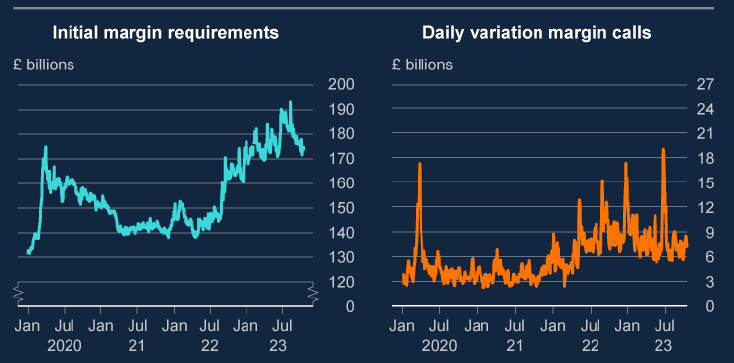 Initial margin requirements
£ billions
200
190
180
170
160
150
140
130
120
0
Jan Jul Jan Jul Jan Jul Jan Jul
2020 21 22 23
Daily variation margin calls
£ billions
27
24
21
18
15
12
9
6
3
0
Jan Jul Jan Jul Jan Jul Jan Jul
2020 21 22 23